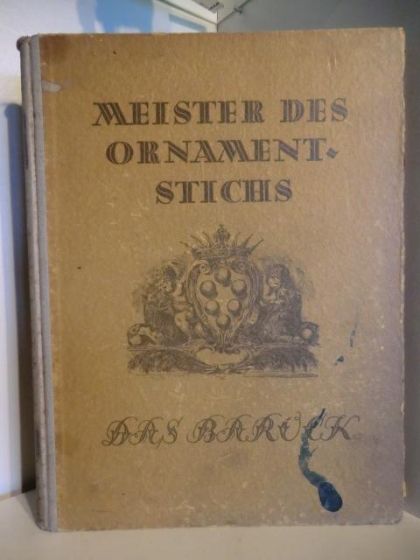 MEISTER DES
ORNAMENT-
STICHS
DAS BAROCK